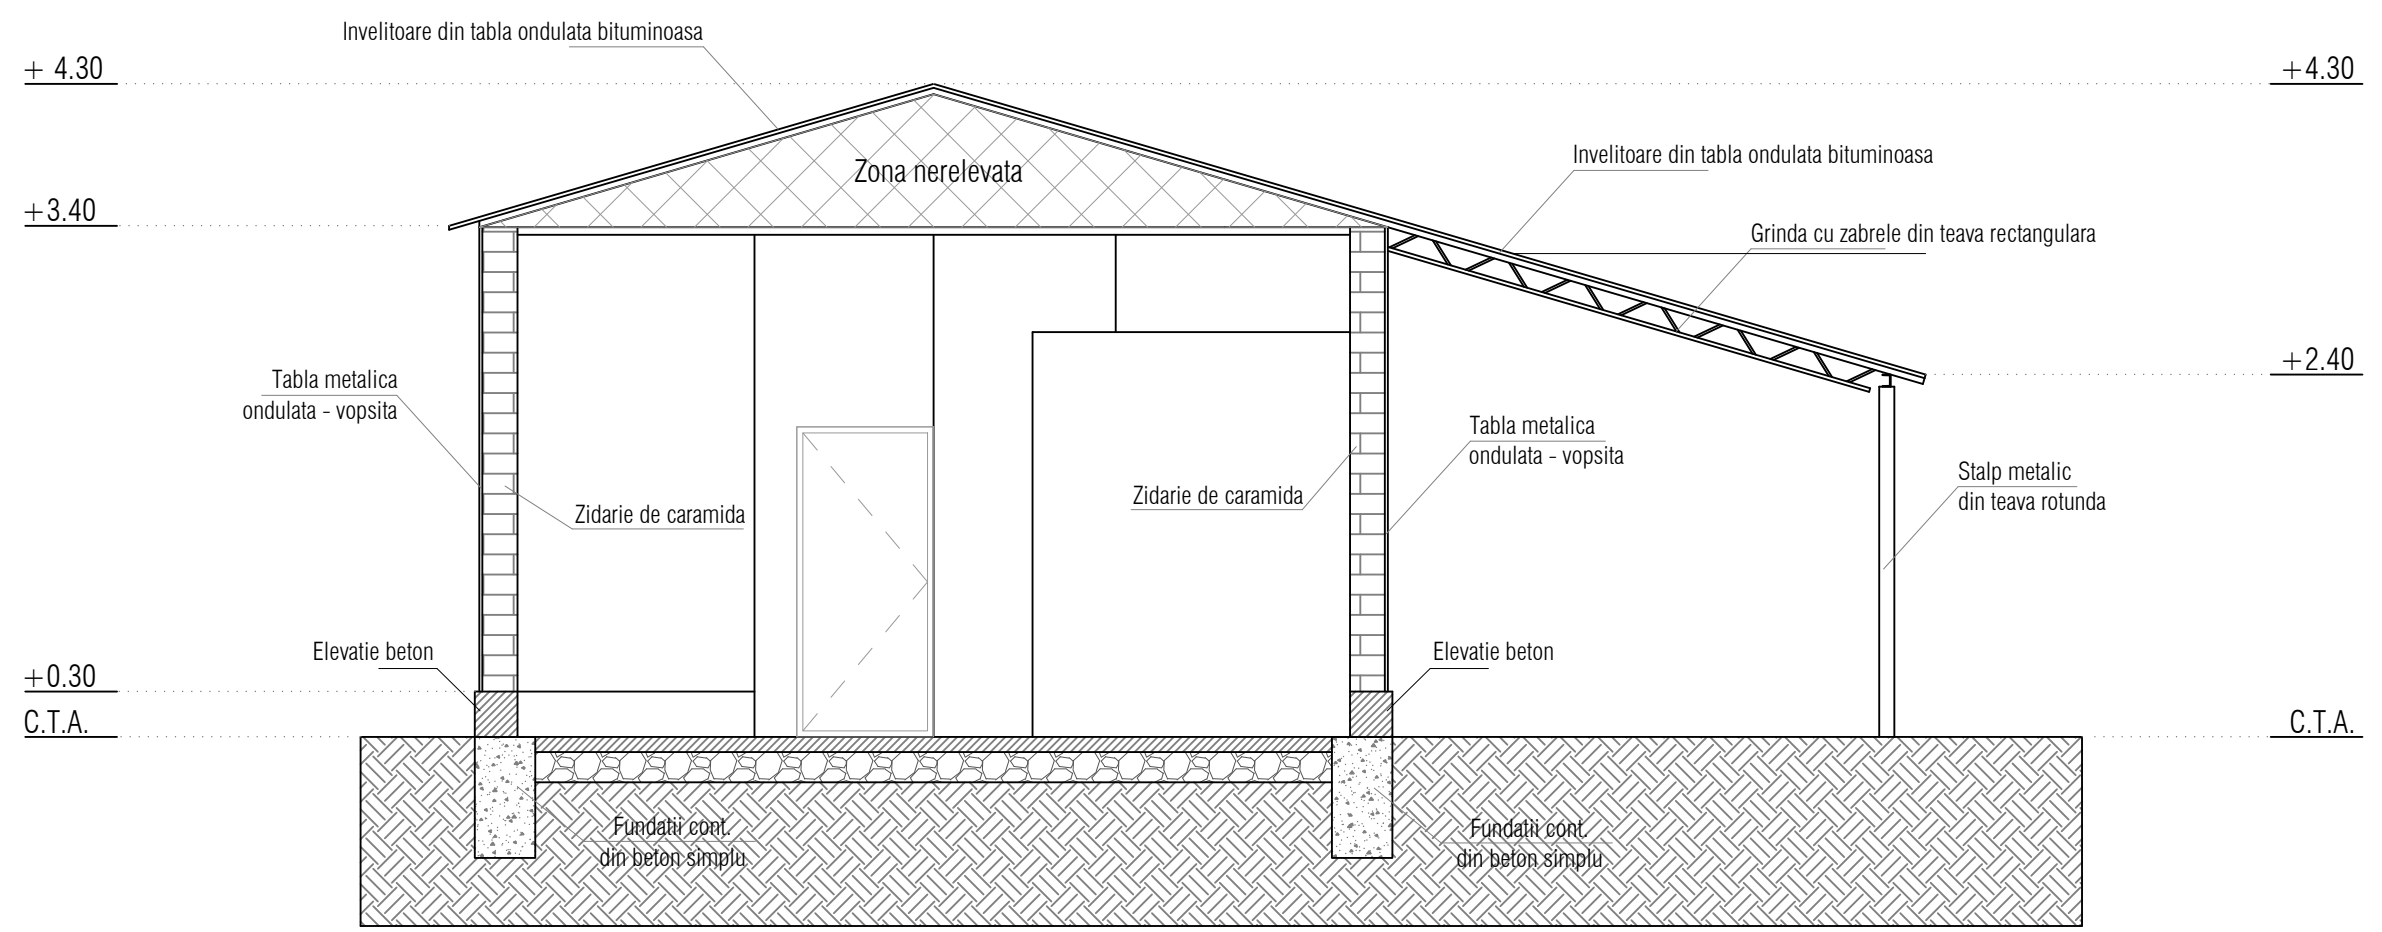 Invelitoare din tabla ondulata bituminoasa
+ 4.30
+4.30
Invelitoare din tabla ondulata bituminoasa
Zona nerelevata
+3.40
Grinda cu zabrele din teava rectangulara
+2.40
Tabla metalica
ondulata - vopsita
Tabla metalica
ondulata - vopsita
Stalp metalic
din teava rotunda
Zidarie de caramida
Zidarie de caramida
Elevatie beton
Elevatie beton
+0.30
C.T.A.
C.T.A.
Fundatii cont.
din beton simplu
Fundatii cont.
din beton simplu